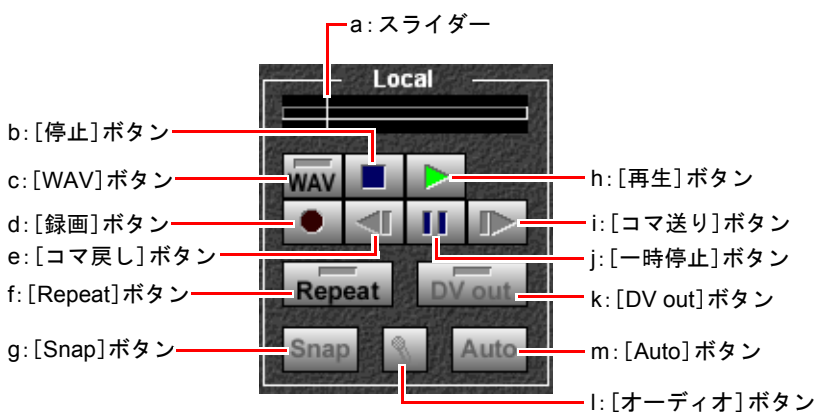 a:スライダー
Local
b:[停止]ボタン
c:[WAV]ボタン
WAV
h:[再生]ボタン
d:[録画]ボタン
i:[コマ送り]ボタン
e:[コマ戻し]ボタン
j:[一時停止]ボタン
f:[Repeat]ボタン
Repeat
DV out
k:[DV out]ボタン
g:[Snap]ボタン
Snap
Auto
m:[Auto]ボタン
l:[オーディオ]ボタン